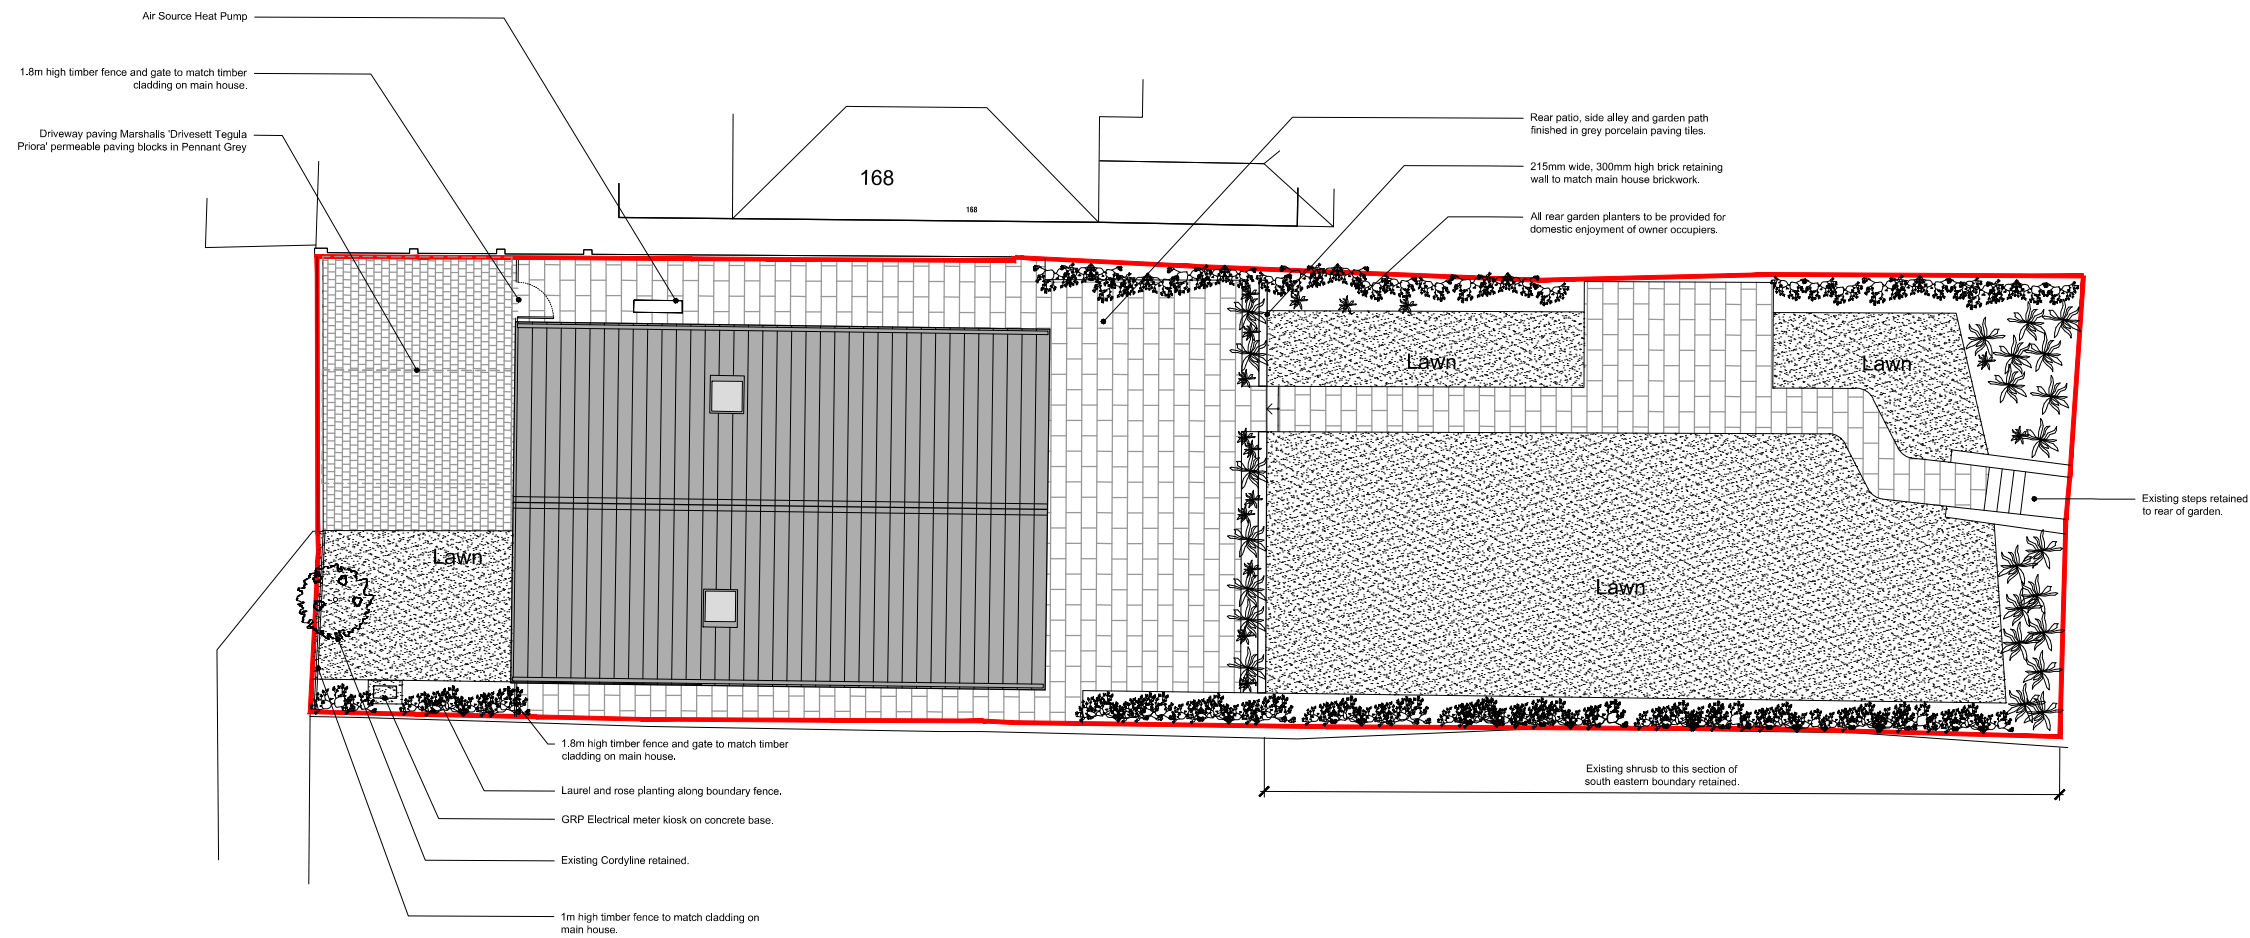 Air Source Heat Pump
1.8m high timber fence and gate to match timber
cladding on main house.
Driveway paving Marshalls 'Drivesett Tegula
Priora' permeable paving blocks in Pennant Grey
168
168
Rear patio, side alley and garden path
finished in grey porcelain paving tiles.
215mm wide, 300mm high brick retaining
wall to match main house brickwork.
All rear garden planters to be provided for
domestic enjoyment of owner occupiers.
Lawn
Lawn
Existing steps retained
to rear of garden.
Lawn
Lawn
1.8m high timber fence and gate to match timber
cladding on main house.
Laurel and rose planting along boundary fence.
GRP Electrical meter kiosk on concrete base.
Existing Cordyline retained.
1m high timber fence to match cladding on
main house.
Existing shrusb to this section of
south eastern boundary retained.